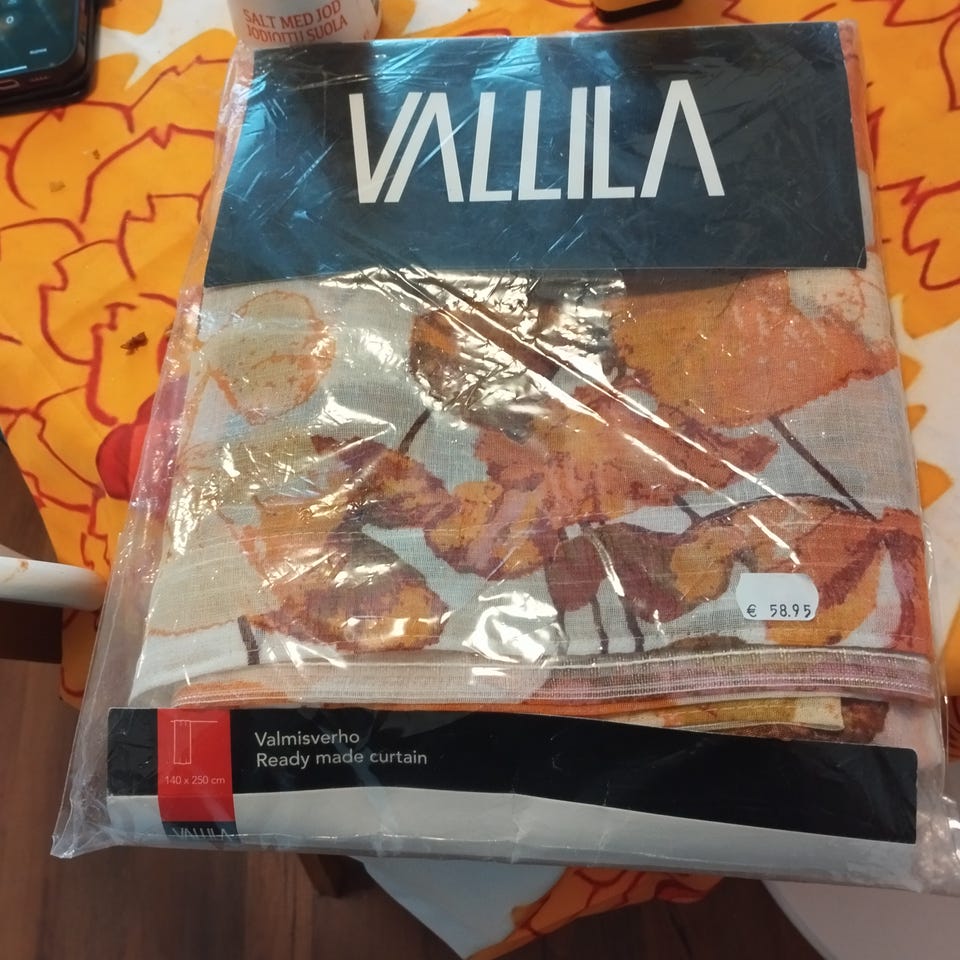 SALT MED JOD
JODIOITU SUOLA
VALLILA
€ 58.95
Valmisverho
Ready made curtain
140 x 250 cm
VALLILA